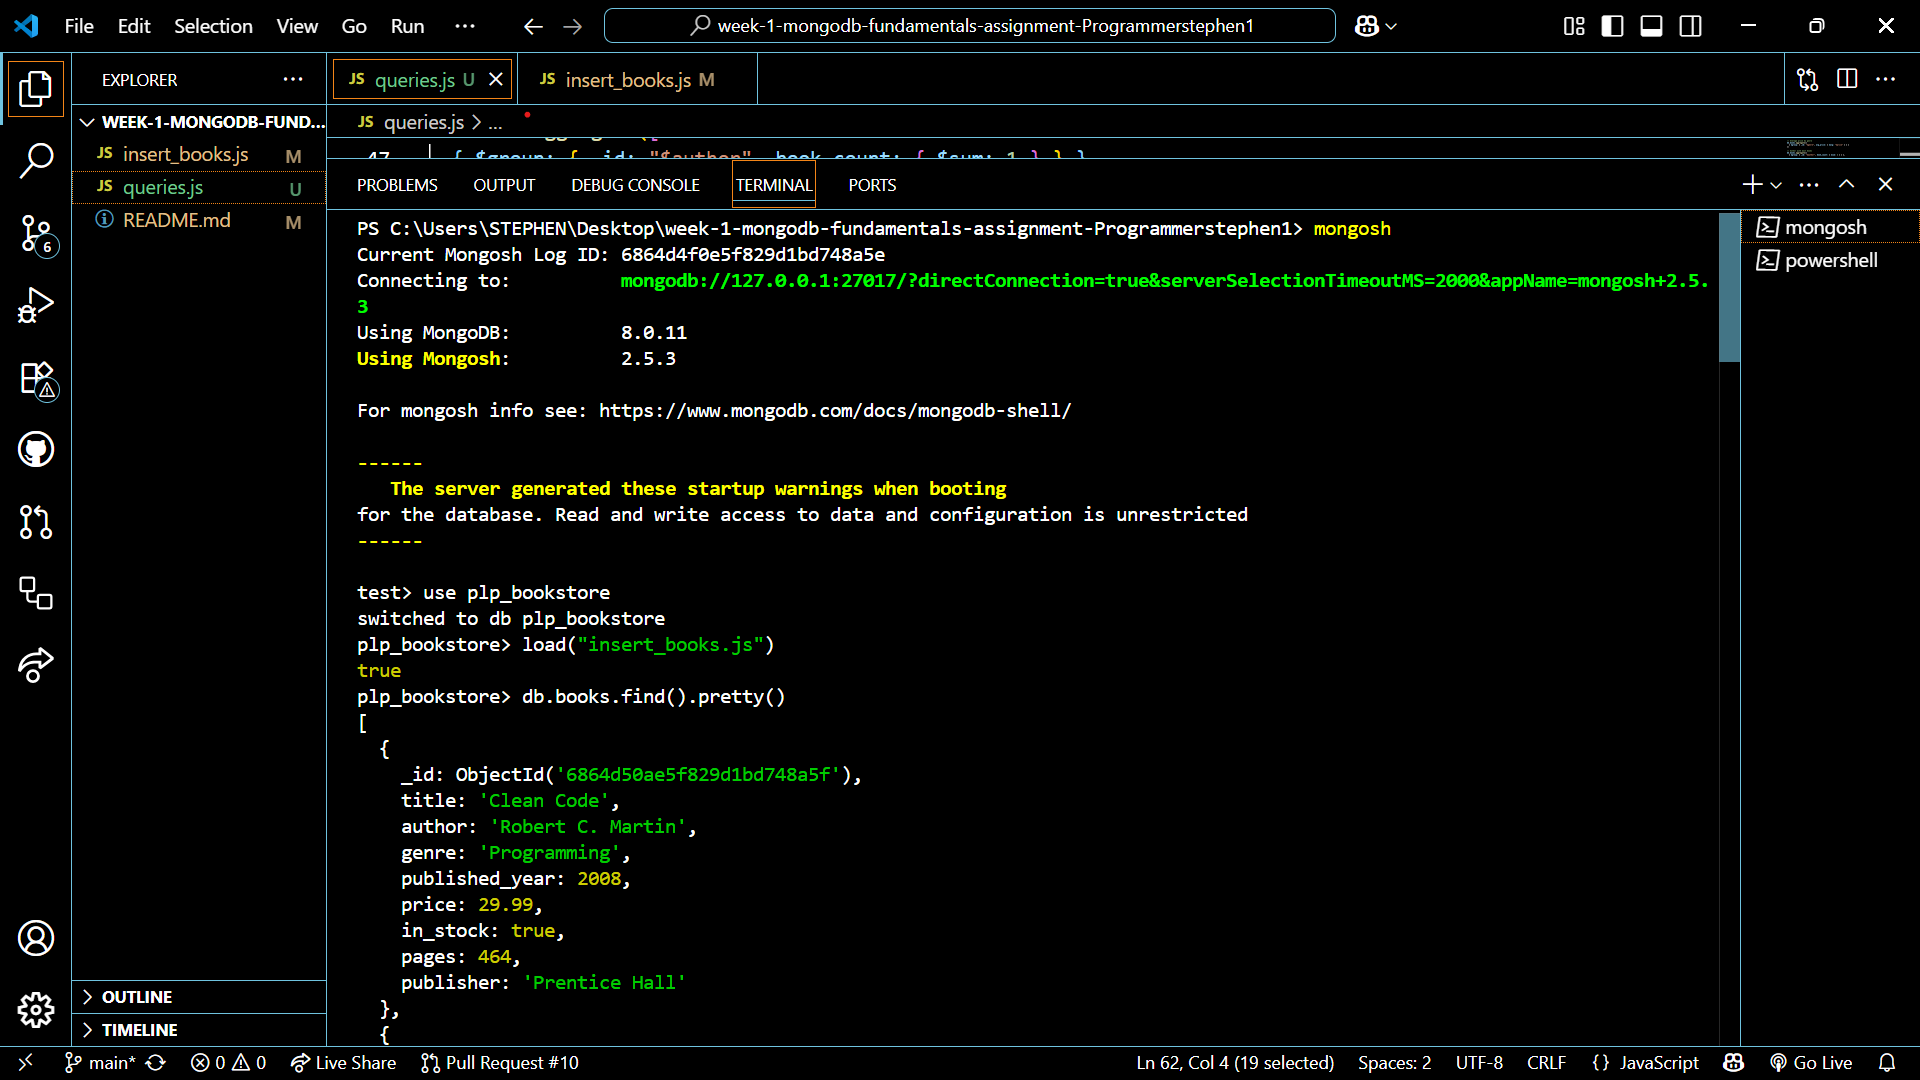 File Edit Selection View Go Run ...
week-1-mongodb-fundamentals-assignment-Programmerstephen1
EXPLORER
WEEK-1-MONGODB-FUND...
JS insert_books.js M
JS queries.js U
README.md M
OUTLINE
TIMELINE
6
JS queries.js U
JS insert_books.js M
JS queries.js > ...
PROBLEMS OUTPUT DEBUG CONSOLE TERMINAL PORTS
PS C:\Users\STEPHEN\Desktop\week-1-mongodb-fundamentals-assignment-Programmerstephen1> mongosh
Current Mongosh Log ID: 6864d4f0e5f829d1bd748a5e
Connecting to: mongodb://127.0.0.1:27017/?directConnection=true&serverSelectionTimeoutMS=2000&appName=mongosh+2.5.
3
Using MongoDB: 8.0.11
Using Mongosh: 2.5.3
For mongosh info see: https://www.mongodb.com/docs/mongodb-shell/
------
The server generated these startup warnings when booting
for the database. Read and write access to data and configuration is unrestricted
------
test> use plp_bookstore
switched to db plp_bookstore
plp_bookstore> load("insert_books.js")
true
plp_bookstore> db.books.find().pretty()
[
{
_id: ObjectId('6864d50ae5f829d1bd748a5f'),
title: 'Clean Code',
author: 'Robert C. Martin',
genre: 'Programming',
published_year: 2008,
price: 29.99,
in_stock: true,
pages: 464,
publisher: 'Prentice Hall'
},
{
mongosh
powershell
main* 0 0 Live Share Pull Request #10 Ln 62, Col 4 (19 selected) Spaces: 2 UTF-8 CRLF {} JavaScript Go Live